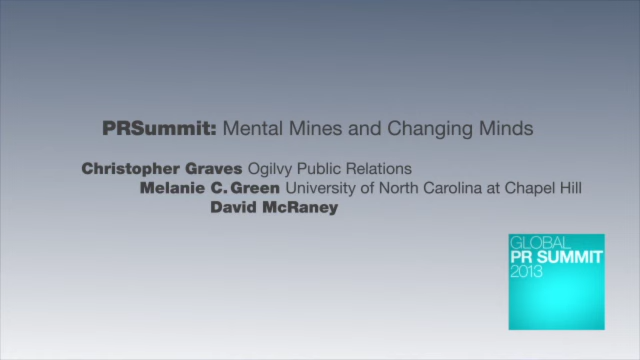 PRSummit: Mental Mines and Changing Minds
Christopher Graves Ogilvy Public Relations
Melanie C. Green University of North Carolina at Chapel Hill
David McRaney
GLOBAL
PR SUMMIT
2013